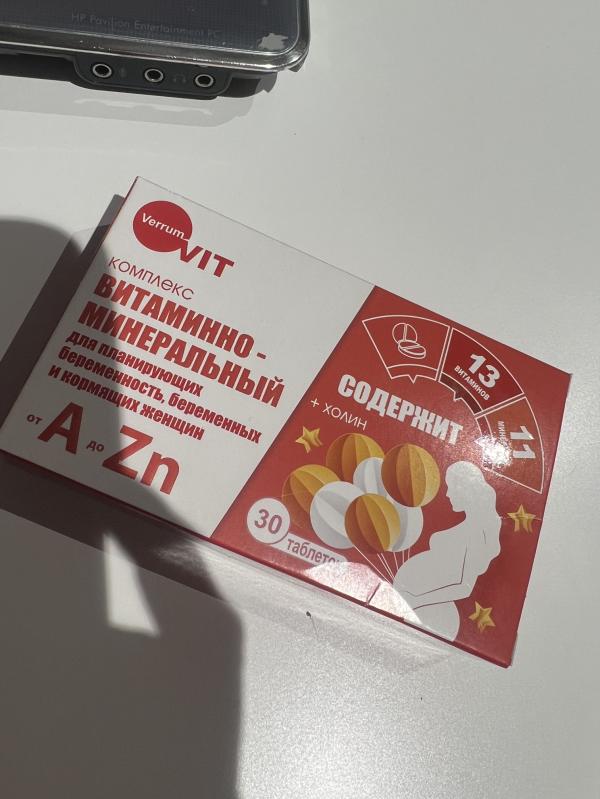 HP Pavilion Entertainment PC
Verrum
VIT
КОМПЛЕКС
ВИТАМИННО-
МИНЕРАЛЬНЫЙ
для планирующих
беременность, беременных
и кормящих женщин
от А до Zn
13
ВИТАМИНОВ
11
СОДЕРЖИТ
+ ХОЛИН
30
таблеток